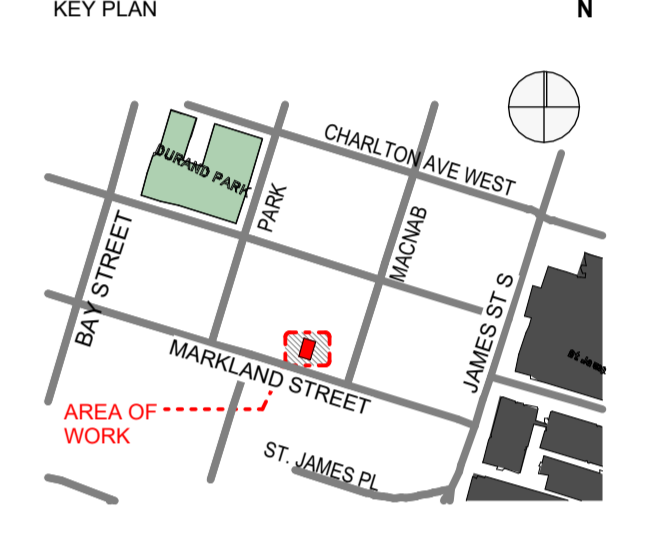 KEY PLAN
N
CHARLTON AVE WEST
DURAND PARK
PARK
MACNAB
BAY STREET
JAMES ST S
MARKLAND STREET
AREA OF
WORK
ST. JAMES PL